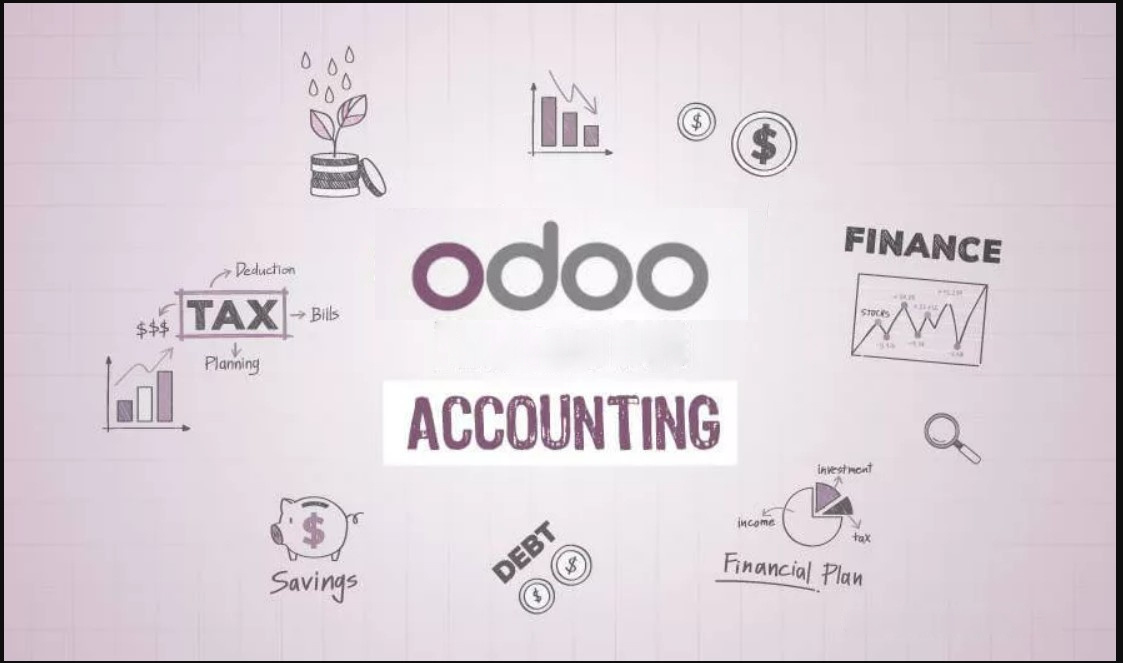 odoo
ACCOUNTING
$
$
FINANCE
STOCKS
Deduction
TAX
Bills
$$$
Planning
$
Savings
DEBT
$
$
investment
income
tax
Financial Plan